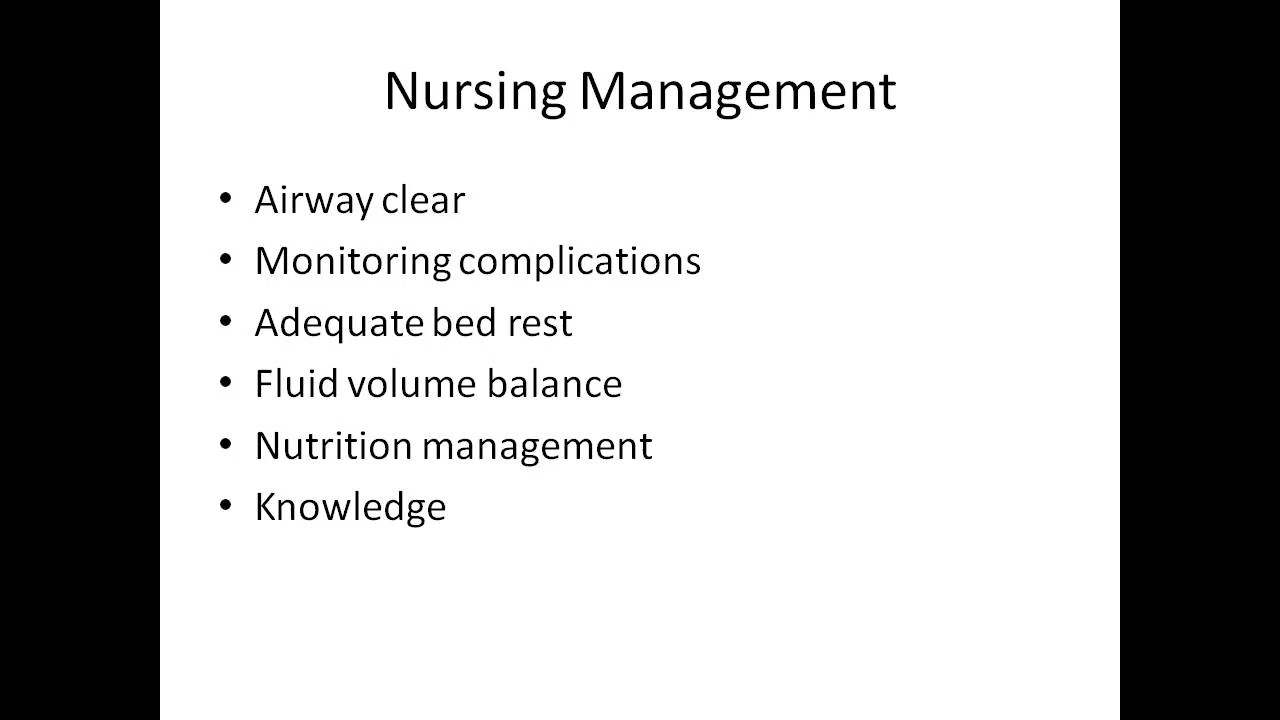 Nursing Management
• Airway clear
• Monitoring complications
• Adequate bed rest
• Fluid volume balance
• Nutrition management
• Knowledge